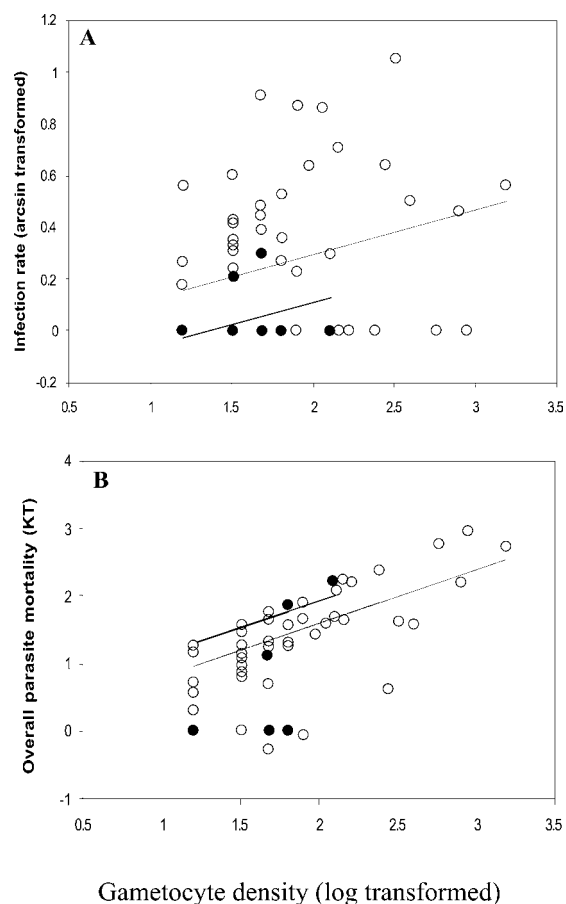 A
Infection rate (arcsin transformed)
1.2
1
0.8
0.6
0.4
0.2
0
-0.2
0.5 1 1.5 2 2.5 3 3.5
B
Overall parasite mortality (KT)
4
3
2
1
0
-1
0.5 1 1.5 2 2.5 3 3.5
Gametocyte density (log transformed)